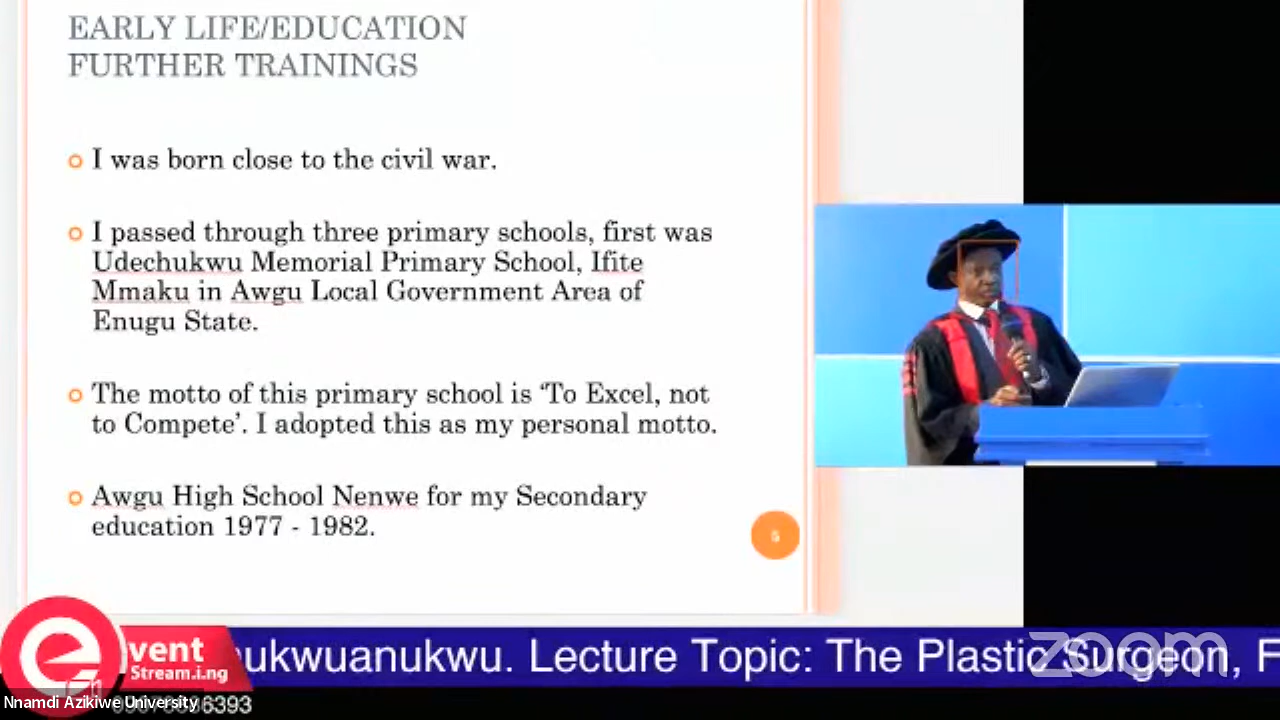 EARLY LIFE/EDUCATION
FURTHER TRAININGS
I was born close to the civil war.
I passed through three primary schools, first was
Udechukwu Memorial Primary School, Ifite
Mmaku in Awgu Local Government Area of
Enugu State.
The motto of this primary school is ‘To Excel, not
to Compete’. I adopted this as my personal motto.
Awgu High School Nenwe for my Secondary
education 1977 - 1982.
event
Stream.i.ng
ukwuanukwu. Lecture Topic: The Plastic Surgeon, F
zoom
Nnamdi Azikiwe University